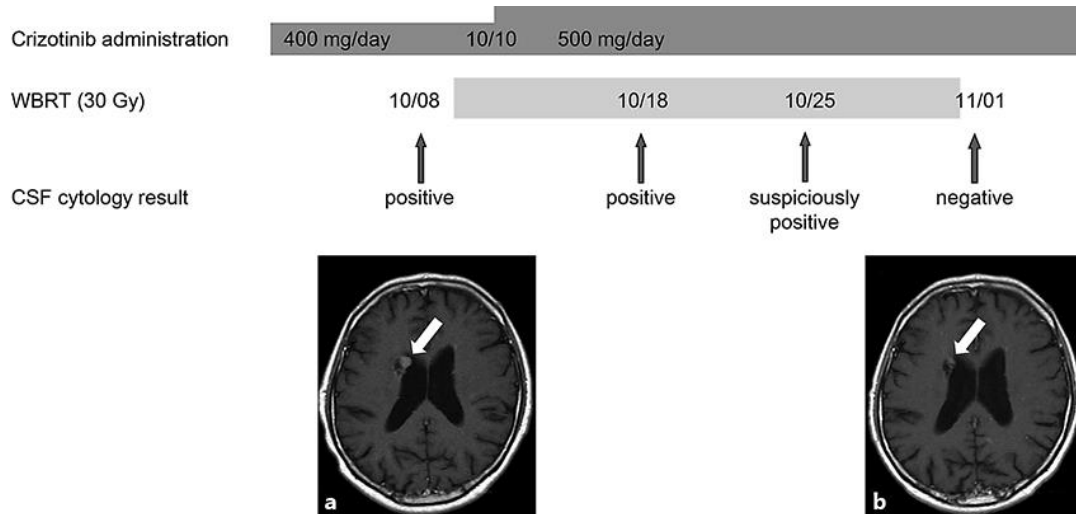 Crizotinib administration 400 mg/day 10/10 500 mg/day
WBRT (30 Gy) 10/08 10/18 10/25 11/01
CSF cytology result positive positive suspiciously positive negative
a b